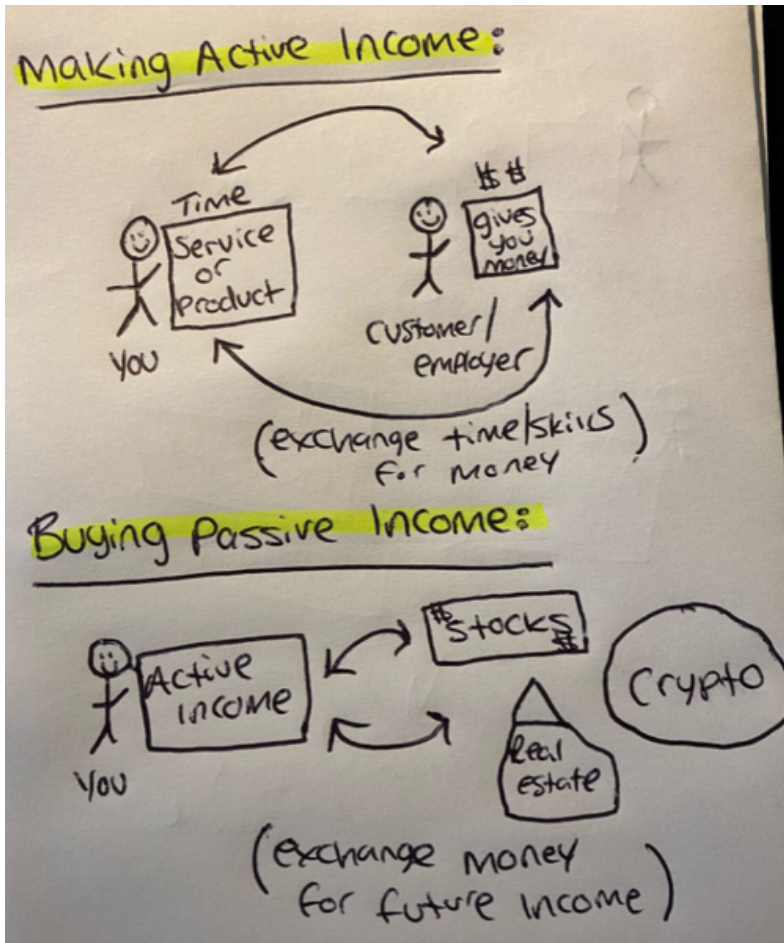 Making Active Income:
Time
Service
or
Product
YOU
$ $
gives
you
money
customer/
employer
(exchange time/skills)
for money
Buying Passive Income:
Active
income
YOU
$Stocks$
Crypto
Real
estate
(exchange money
for future income)